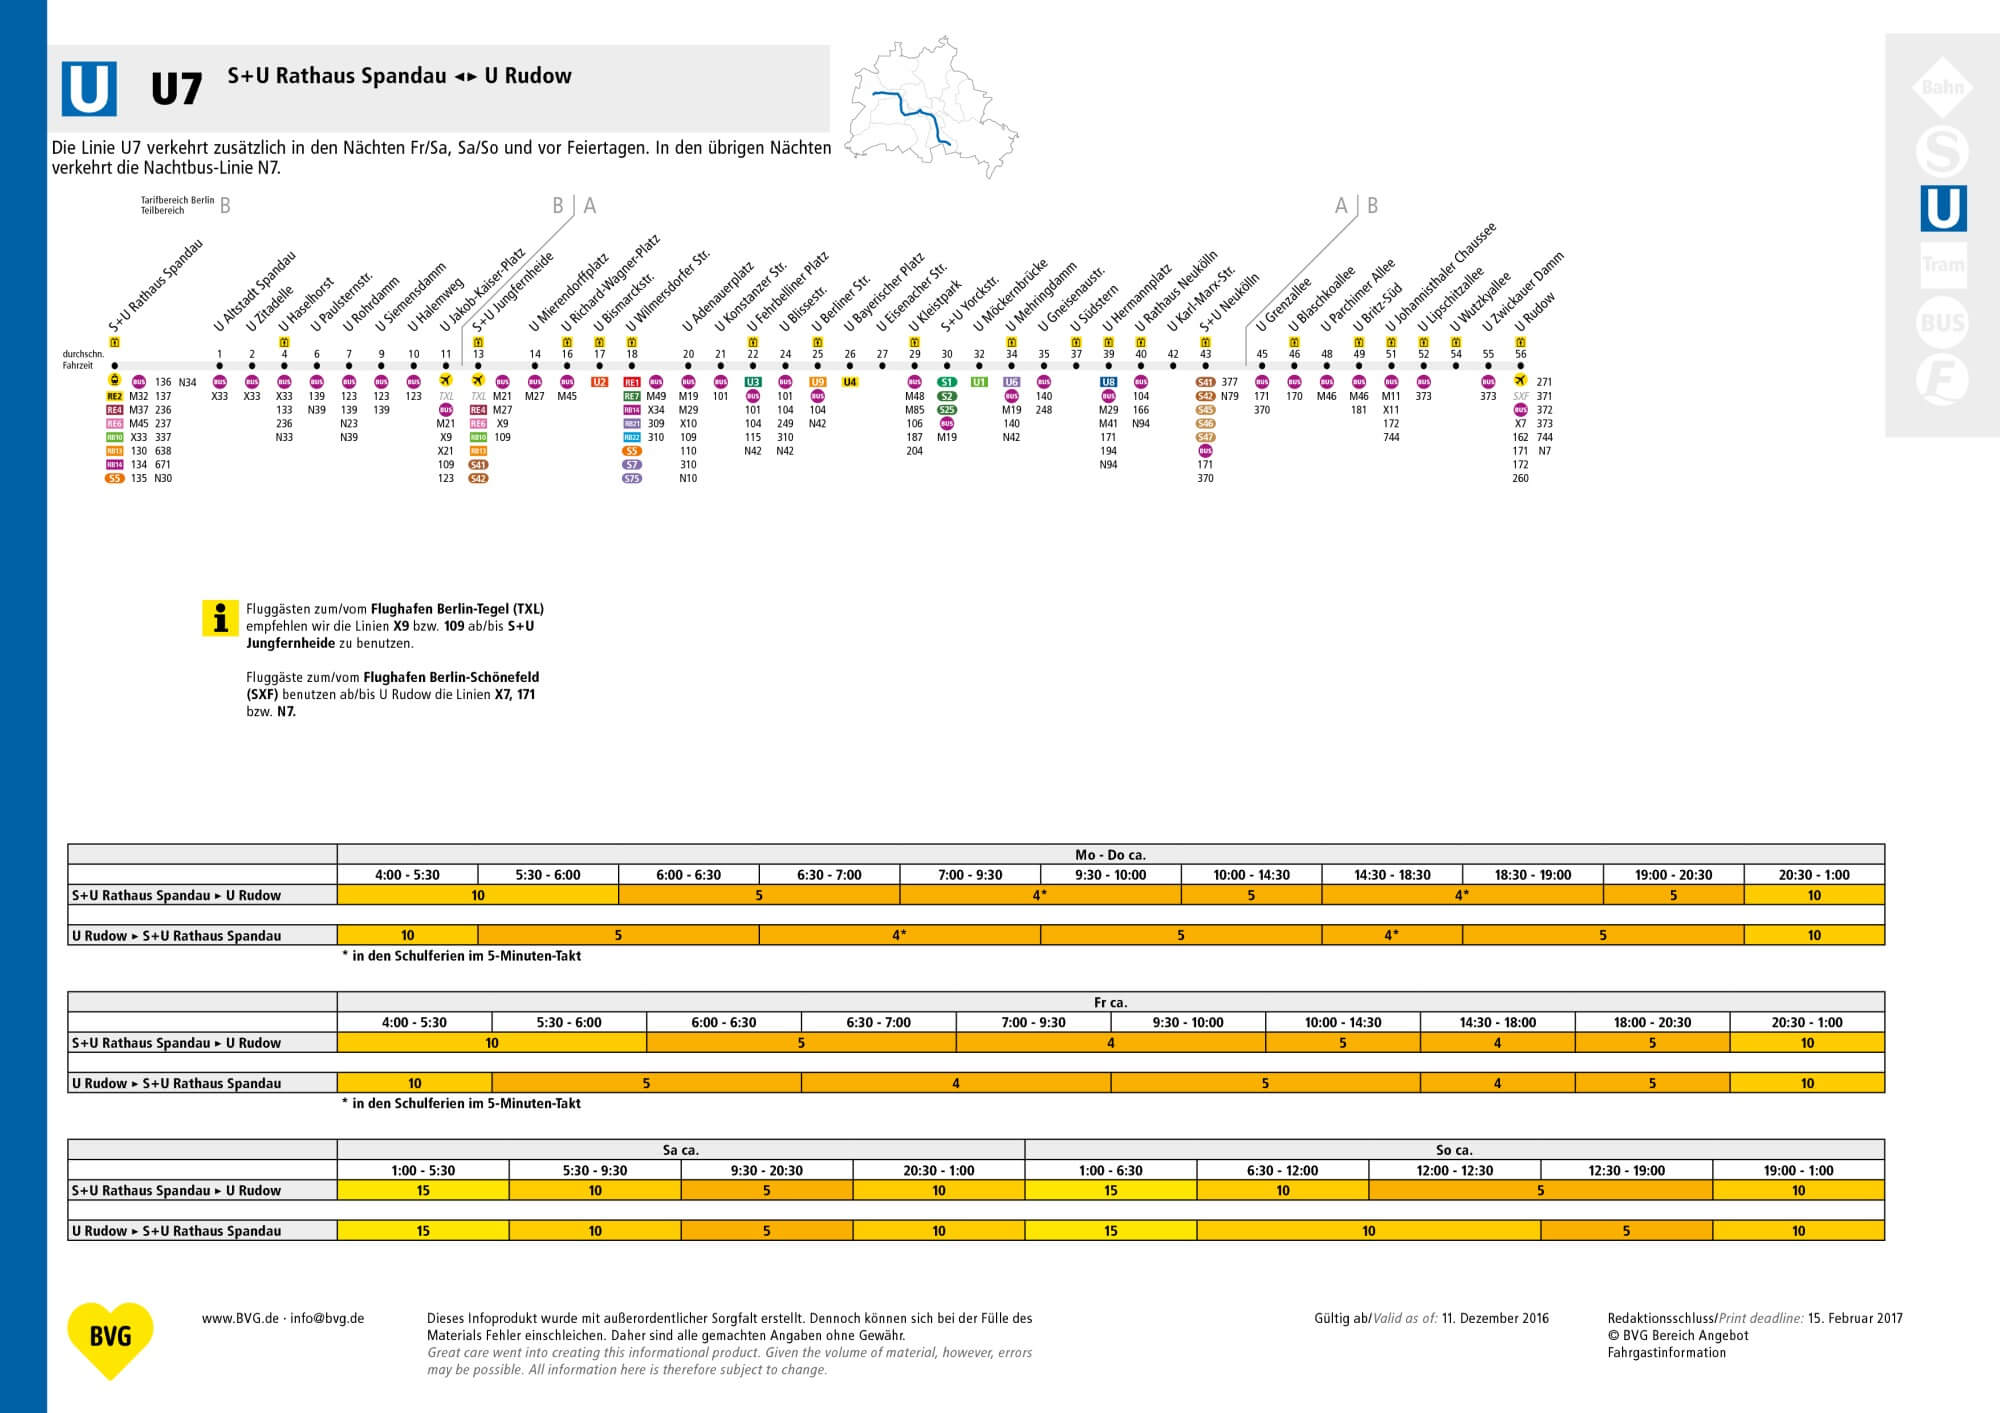 U7 S+U Rathaus Spandau ◄► U Rudow
Die Linie U7 verkehrt zusätzlich in den Nächten Fr/Sa, Sa/So und vor Feiertagen. In den übrigen Nächten
verkehrt die Nachtbus-Linie N7.
Bahn
S
U
Tram
BUS
F
Tarifbereich Berlin
Teilbereich
B
B | A
A | B
S+U Rathaus Spandau
U Altstadt Spandau
U Zitadelle
U Haselhorst
U Paulsternstr.
U Rohrdamm
U Siemensdamm
U Halemweg
U Jakob-Kaiser-Platz
S+U Jungfernheide
U Mierendorffplatz
U Richard-Wagner-Platz
U Bismarckstr.
U Wilmersdorfer Str.
U Adenauerplatz
U Konstanzer Str.
U Fehrbelliner Platz
U Blissestr.
U Berliner Str.
U Bayerischer Platz
U Eisenacher Str.
U Kleistpark
S+U Yorckstr.
U Möckernbrücke
U Mehringdamm
U Gneisenaustr.
U Südstern
U Hermannplatz
U Rathaus Neukölln
U Karl-Marx-Str.
S+U Neukölln
U Grenzallee
U Blaschkoallee
U Parchimer Allee
U Britz-Süd
U Johannisthaler Chaussee
U Lipschitzallee
U Wutzkyallee
U Zwickauer Damm
U Rudow
durchschn.
Fahrzeit
1 2 4 6 7 9 10 11 13 14 16 17 18 20 21 22 24 25 26 27 29 30 32 34 35 37 39 40 42 43 45 46 48 49 51 52 54 55 56
BUS 136 N34
RE2 M32 137
RE4 M37 236
RE6 M45 237
RB10 X33 337
RB13 130 638
RB14 134 671
S5 135 N30
BUS
X33
BUS
X33
BUS
X33
133
236
N33
BUS
139
N39
BUS
123
139
N23
N39
BUS
123
139
BUS
123
TXL
BUS
M21
X9
X21
109
123
BUS
TXL M21
RE4 M27
RE6 X9
RB10 109
RB13
S41
S42
BUS
M27
BUS
M45
U2
RE1 BUS
RE7 M49
RB14 X34
RB21 309
RB22 310
S5
S7
S75
BUS
M19
M29
X10
109
110
310
N10
BUS
101
U3
BUS
101
104
115
N42
BUS
101
104
249
310
N42
U9
BUS
104
N42
U4
BUS
M48
M85
106
187
204
S1
S2
S25
BUS
M19
U1
U6
BUS
M19
140
N42
BUS
140
248
U8
BUS
M29
M41
171
194
N94
BUS
104
166
N94
S41 377
S42 N79
S45
S46
S47
BUS
171
370
BUS
171
370
BUS
170
BUS
M46
BUS
M46
181
BUS
M11
X11
172
744
BUS
373
BUS
373
271
SXF 371
BUS 372
X7 373
162 744
171 N7
172
260
Fluggästen zum/vom Flughafen Berlin-Tegel (TXL)
empfehlen wir die Linien X9 bzw. 109 ab/bis S+U
Jungfernheide zu benutzen.
Fluggäste zum/vom Flughafen Berlin-Schönefeld
(SXF) benutzen ab/bis U Rudow die Linien X7, 171
bzw. N7.
Mo - Do ca.
4:00 - 5:30 5:30 - 6:00 6:00 - 6:30 6:30 - 7:00 7:00 - 9:30 9:30 - 10:00 10:00 - 14:30 14:30 - 18:30 18:30 - 19:00 19:00 - 20:30 20:30 - 1:00
S+U Rathaus Spandau ► U Rudow 10 5 4* 5 4* 5 10
U Rudow ► S+U Rathaus Spandau 10 5 4* 5 4* 5 10
* in den Schulferien im 5-Minuten-Takt
Fr ca.
4:00 - 5:30 5:30 - 6:00 6:00 - 6:30 6:30 - 7:00 7:00 - 9:30 9:30 - 10:00 10:00 - 14:30 14:30 - 18:00 18:00 - 20:30 20:30 - 1:00
S+U Rathaus Spandau ► U Rudow 10 5 4 5 4 5 10
U Rudow ► S+U Rathaus Spandau 10 5 4 5 4 5 10
* in den Schulferien im 5-Minuten-Takt
Sa ca. So ca.
1:00 - 5:30 5:30 - 9:30 9:30 - 20:30 20:30 - 1:00 1:00 - 6:30 6:30 - 12:00 12:00 - 12:30 12:30 - 19:00 19:00 - 1:00
S+U Rathaus Spandau ► U Rudow 15 10 5 10 15 10 5 10
U Rudow ► S+U Rathaus Spandau 15 10 5 10 15 10 5 10
BVG
www.BVG.de · info@bvg.de
Dieses Infoprodukt wurde mit außerordentlicher Sorgfalt erstellt. Dennoch können sich bei der Fülle des
Materials Fehler einschleichen. Daher sind alle gemachten Angaben ohne Gewähr.
Great care went into creating this informational product. Given the volume of material, however, errors
may be possible. All information here is therefore subject to change.
Gültig ab/Valid as of: 11. Dezember 2016
Redaktionsschluss/Print deadline: 15. Februar 2017
© BVG Bereich Angebot
Fahrgastinformation